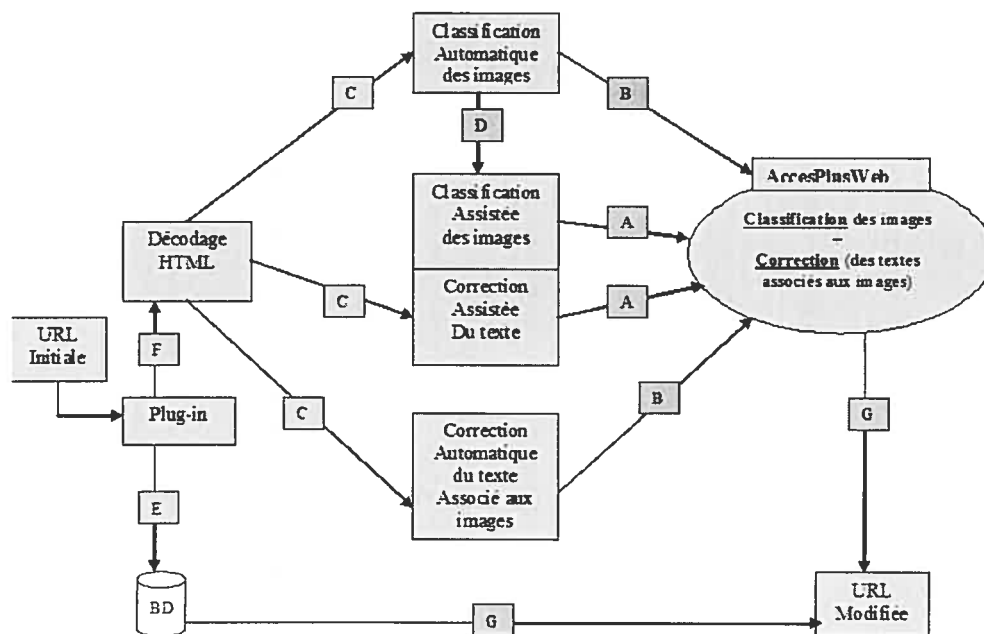 Classification
Automatique
des images
C
B
D
AccesPlusWeb
Classification
Assistée
des images
A
Classification des images
–
Correction (des textes
associés aux images)
Décodage
HTML
C
Correction
Assistée
Du texte
A
URL
Initiale
F
Plug-in
C
B
G
Correction
Automatique
du texte
Associé aux
images
E
BD
G
URL
Modifiée